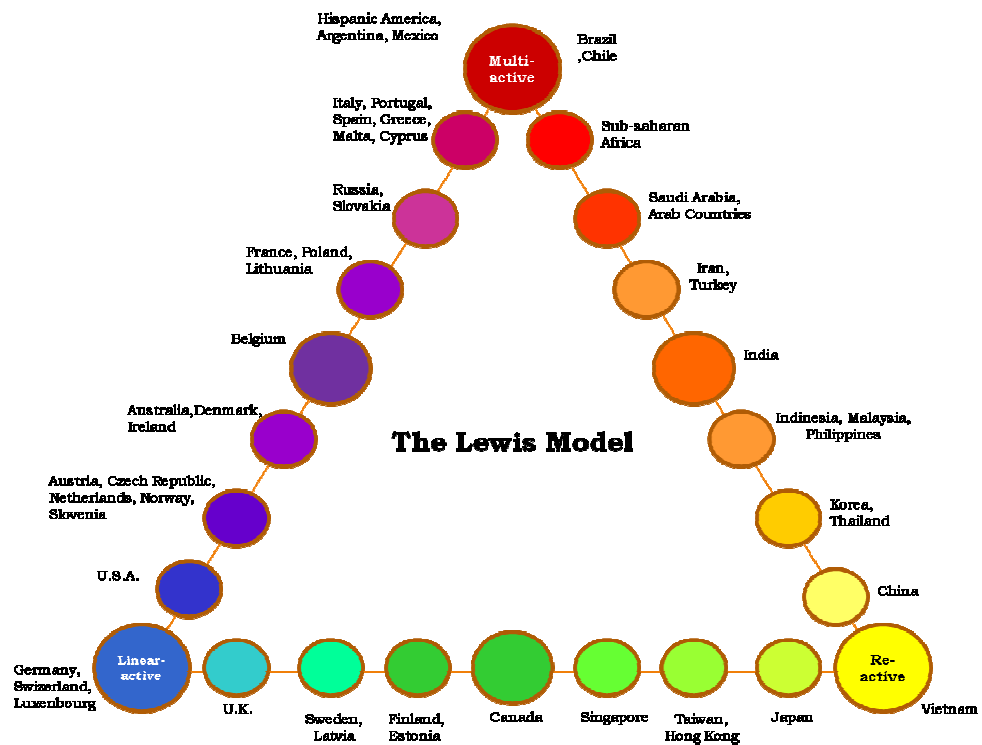 Hispanic America,
Argentina, Mexico
Brazil
,Chile
Multi-
active
Italy, Portugal,
Spain, Greece,
Malta, Cyprus
Sub-saharan
Africa
Russia,
Slovakia
Saudi Arabia,
Arab Countries
France, Poland,
Lithuania
Iran,
Turkey
Belgium
India
Australia,Denmark,
Ireland
Indinesia, Malaysia,
Philippines
The Lewis Model
Austria, Czech Republic,
Netherlands, Norway,
Slovenia
Korea,
Thailand
U.S.A.
China
Linear-
active
Re-
active
Germany,
Swizerland,
Luxenbourg
U.K.
Sweden,
Latvia
Finland,
Estonia
Canada
Singapore
Taiwan,
Hong Kong
Japan
Vietnam